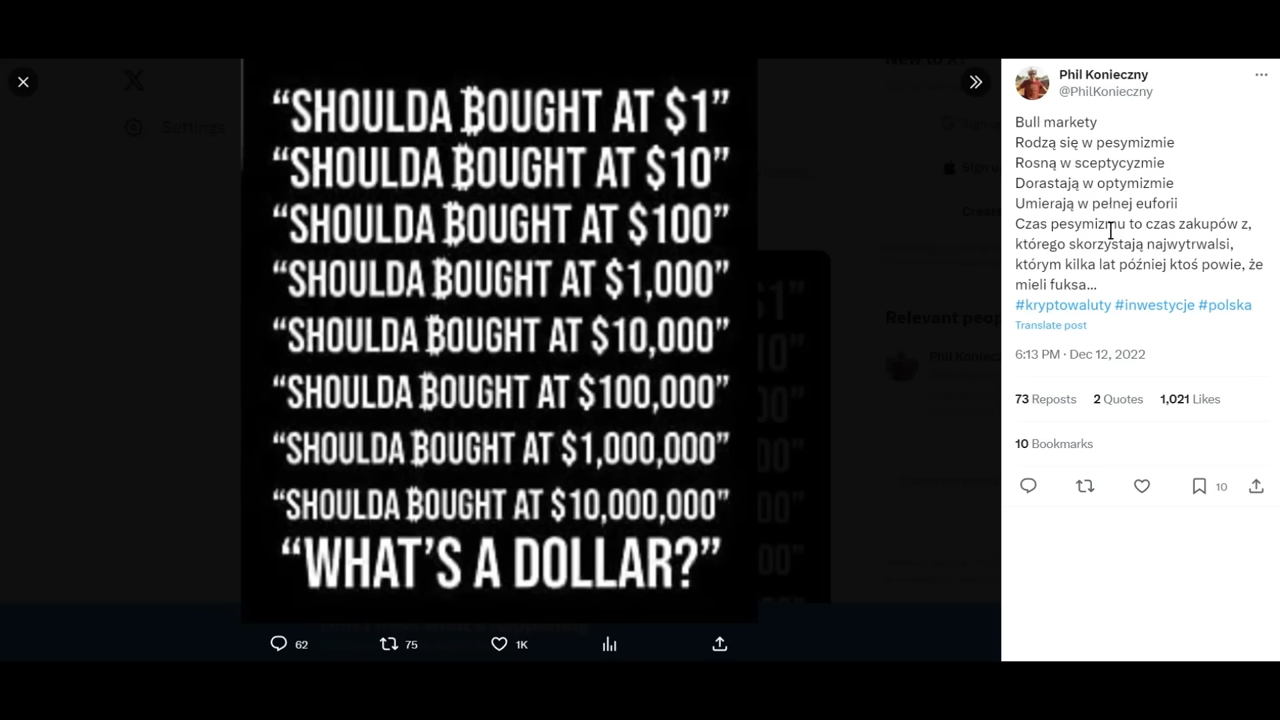 “SHOULDA ₿OUGHT AT $1”
“SHOULDA ₿OUGHT AT $10”
“SHOULDA ₿OUGHT AT $100”
“SHOULDA ₿OUGHT AT $1,000”
“SHOULDA ₿OUGHT AT $10,000”
“SHOULDA ₿OUGHT AT $100,000”
“SHOULDA ₿OUGHT AT $1,000,000”
“SHOULDA ₿OUGHT AT $10,000,000”
“WHAT’S A DOLLAR?”
62 75 1K
Settings
Phil Konieczny
@PhilKonieczny
Bull markety
Rodzą się w pesymizmie
Rosną w sceptycyzmie
Dorastają w optymizmie
Umierają w pełnej euforii
Czas pesymizmu to czas zakupów z,
którego skorzystają najwytrwalsi,
którym kilka lat później ktoś powie, że
mieli fuksa...
#kryptowaluty #inwestycje #polska
Translate post
6:13 PM · Dec 12, 2022
73 Reposts 2 Quotes 1,021 Likes
10 Bookmarks
10